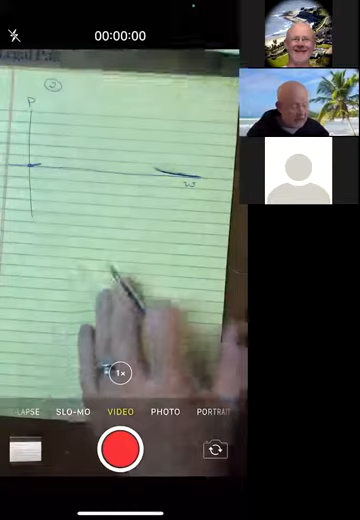 00:00:00
Legal Pad
2
P
w
1×
-LAPSE SLO-MO VIDEO PHOTO PORTRAIT